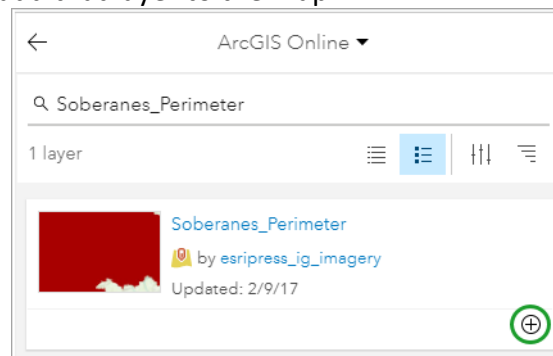 ArcGIS Online
Soberanes_Perimeter
1 layer
Soberanes_Perimeter
by esripress_ig_imagery
Updated: 2/9/17